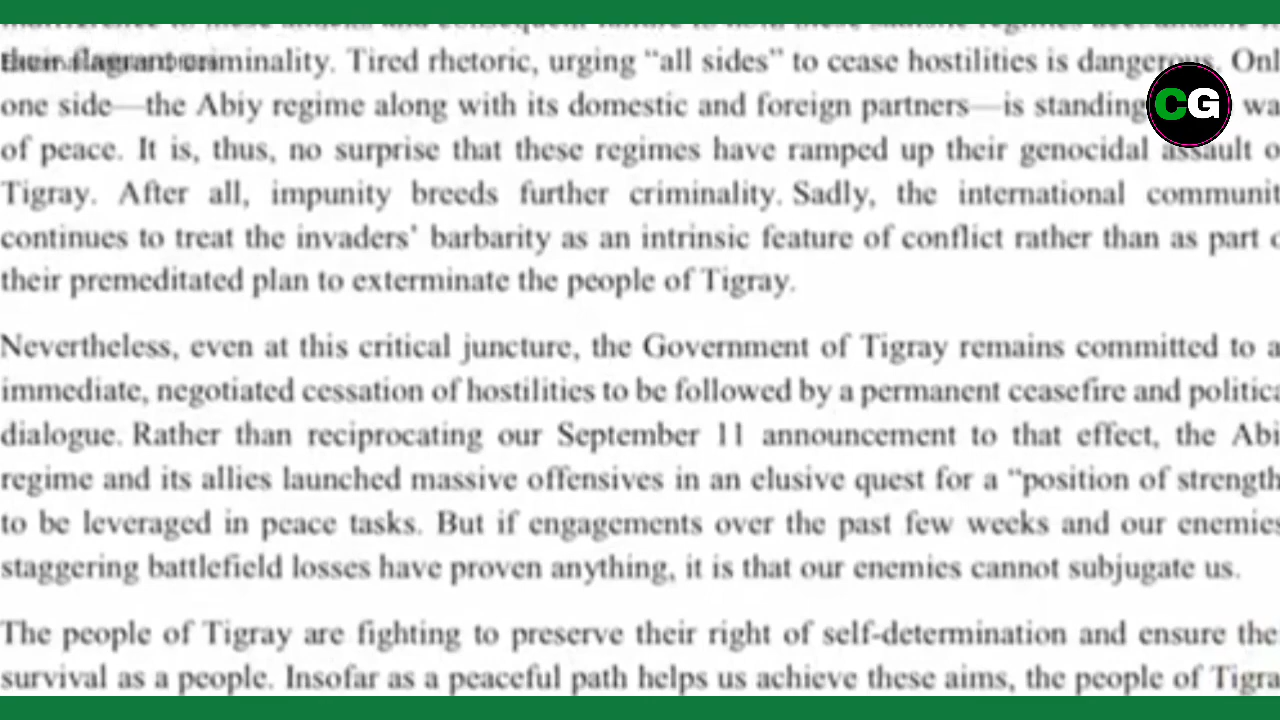 their flagrant criminality. Tired rhetoric, urging “all sides” to cease hostilities is dangerous. Onl
one side—the Abiy regime along with its domestic and foreign partners—is standing wa
of peace. It is, thus, no surprise that these regimes have ramped up their genocidal assault o
Tigray. After all, impunity breeds further criminality. Sadly, the international communit
continues to treat the invaders’ barbarity as an intrinsic feature of conflict rather than as part o
their premeditated plan to exterminate the people of Tigray.
Nevertheless, even at this critical juncture, the Government of Tigray remains committed to a
immediate, negotiated cessation of hostilities to be followed by a permanent ceasefire and politica
dialogue. Rather than reciprocating our September 11 announcement to that effect, the Abi
regime and its allies launched massive offensives in an elusive quest for a “position of strength
to be leveraged in peace tasks. But if engagements over the past few weeks and our enemies
staggering battlefield losses have proven anything, it is that our enemies cannot subjugate us.
The people of Tigray are fighting to preserve their right of self-determination and ensure the
survival as a people. Insofar as a peaceful path helps us achieve these aims, the people of Tigra
CG